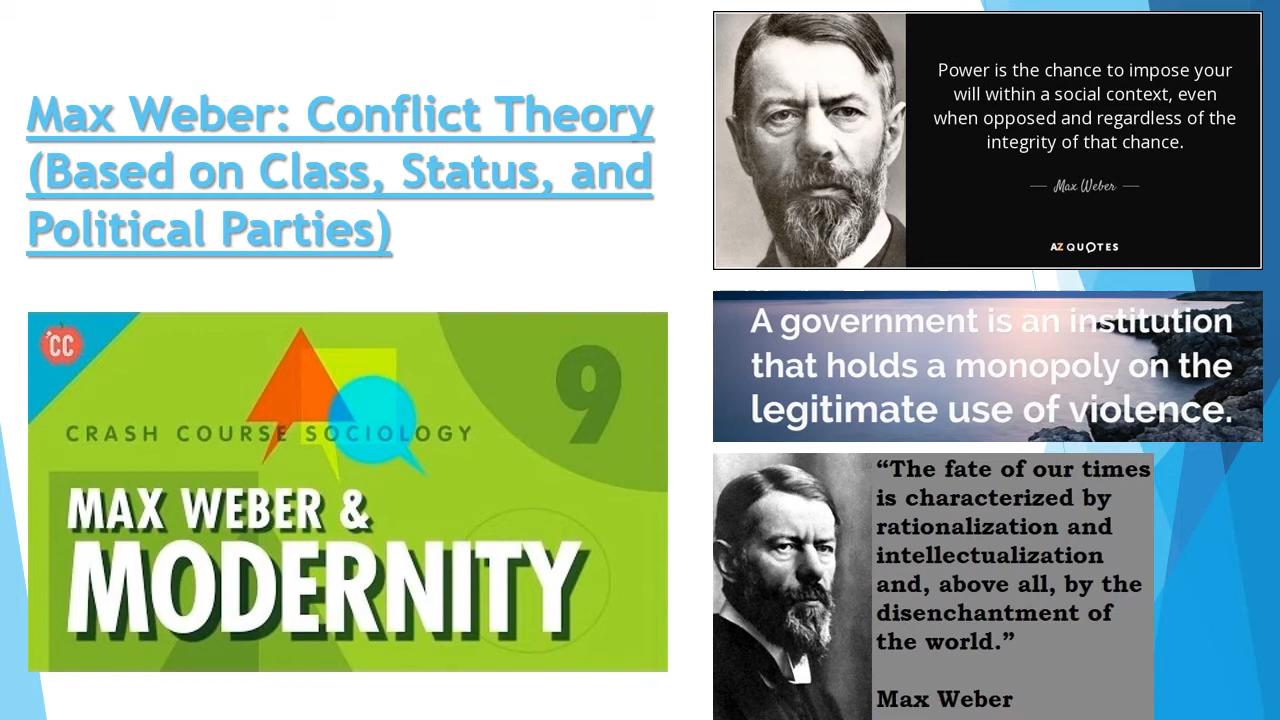 Max Weber: Conflict Theory
(Based on Class, Status, and
Political Parties)
CC
9
CRASH COURSE SOCIOLOGY
MAX WEBER &
MODERNITY
Power is the chance to impose your
will within a social context, even
when opposed and regardless of the
integrity of that chance.
Max Weber
AZ QUOTES
A government is an institution
that holds a monopoly on the
legitimate use of violence.
“The fate of our times
is characterized by
rationalization and
intellectualization
and, above all, by the
disenchantment of
the world.”
Max Weber